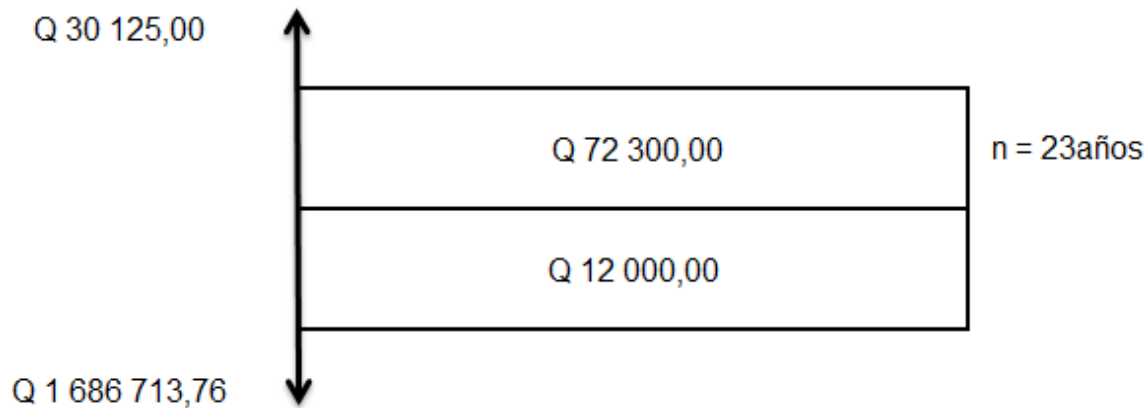 Q 30 125,00
Q 72 300,00
n = 23años
Q 12 000,00
Q 1 686 713,76